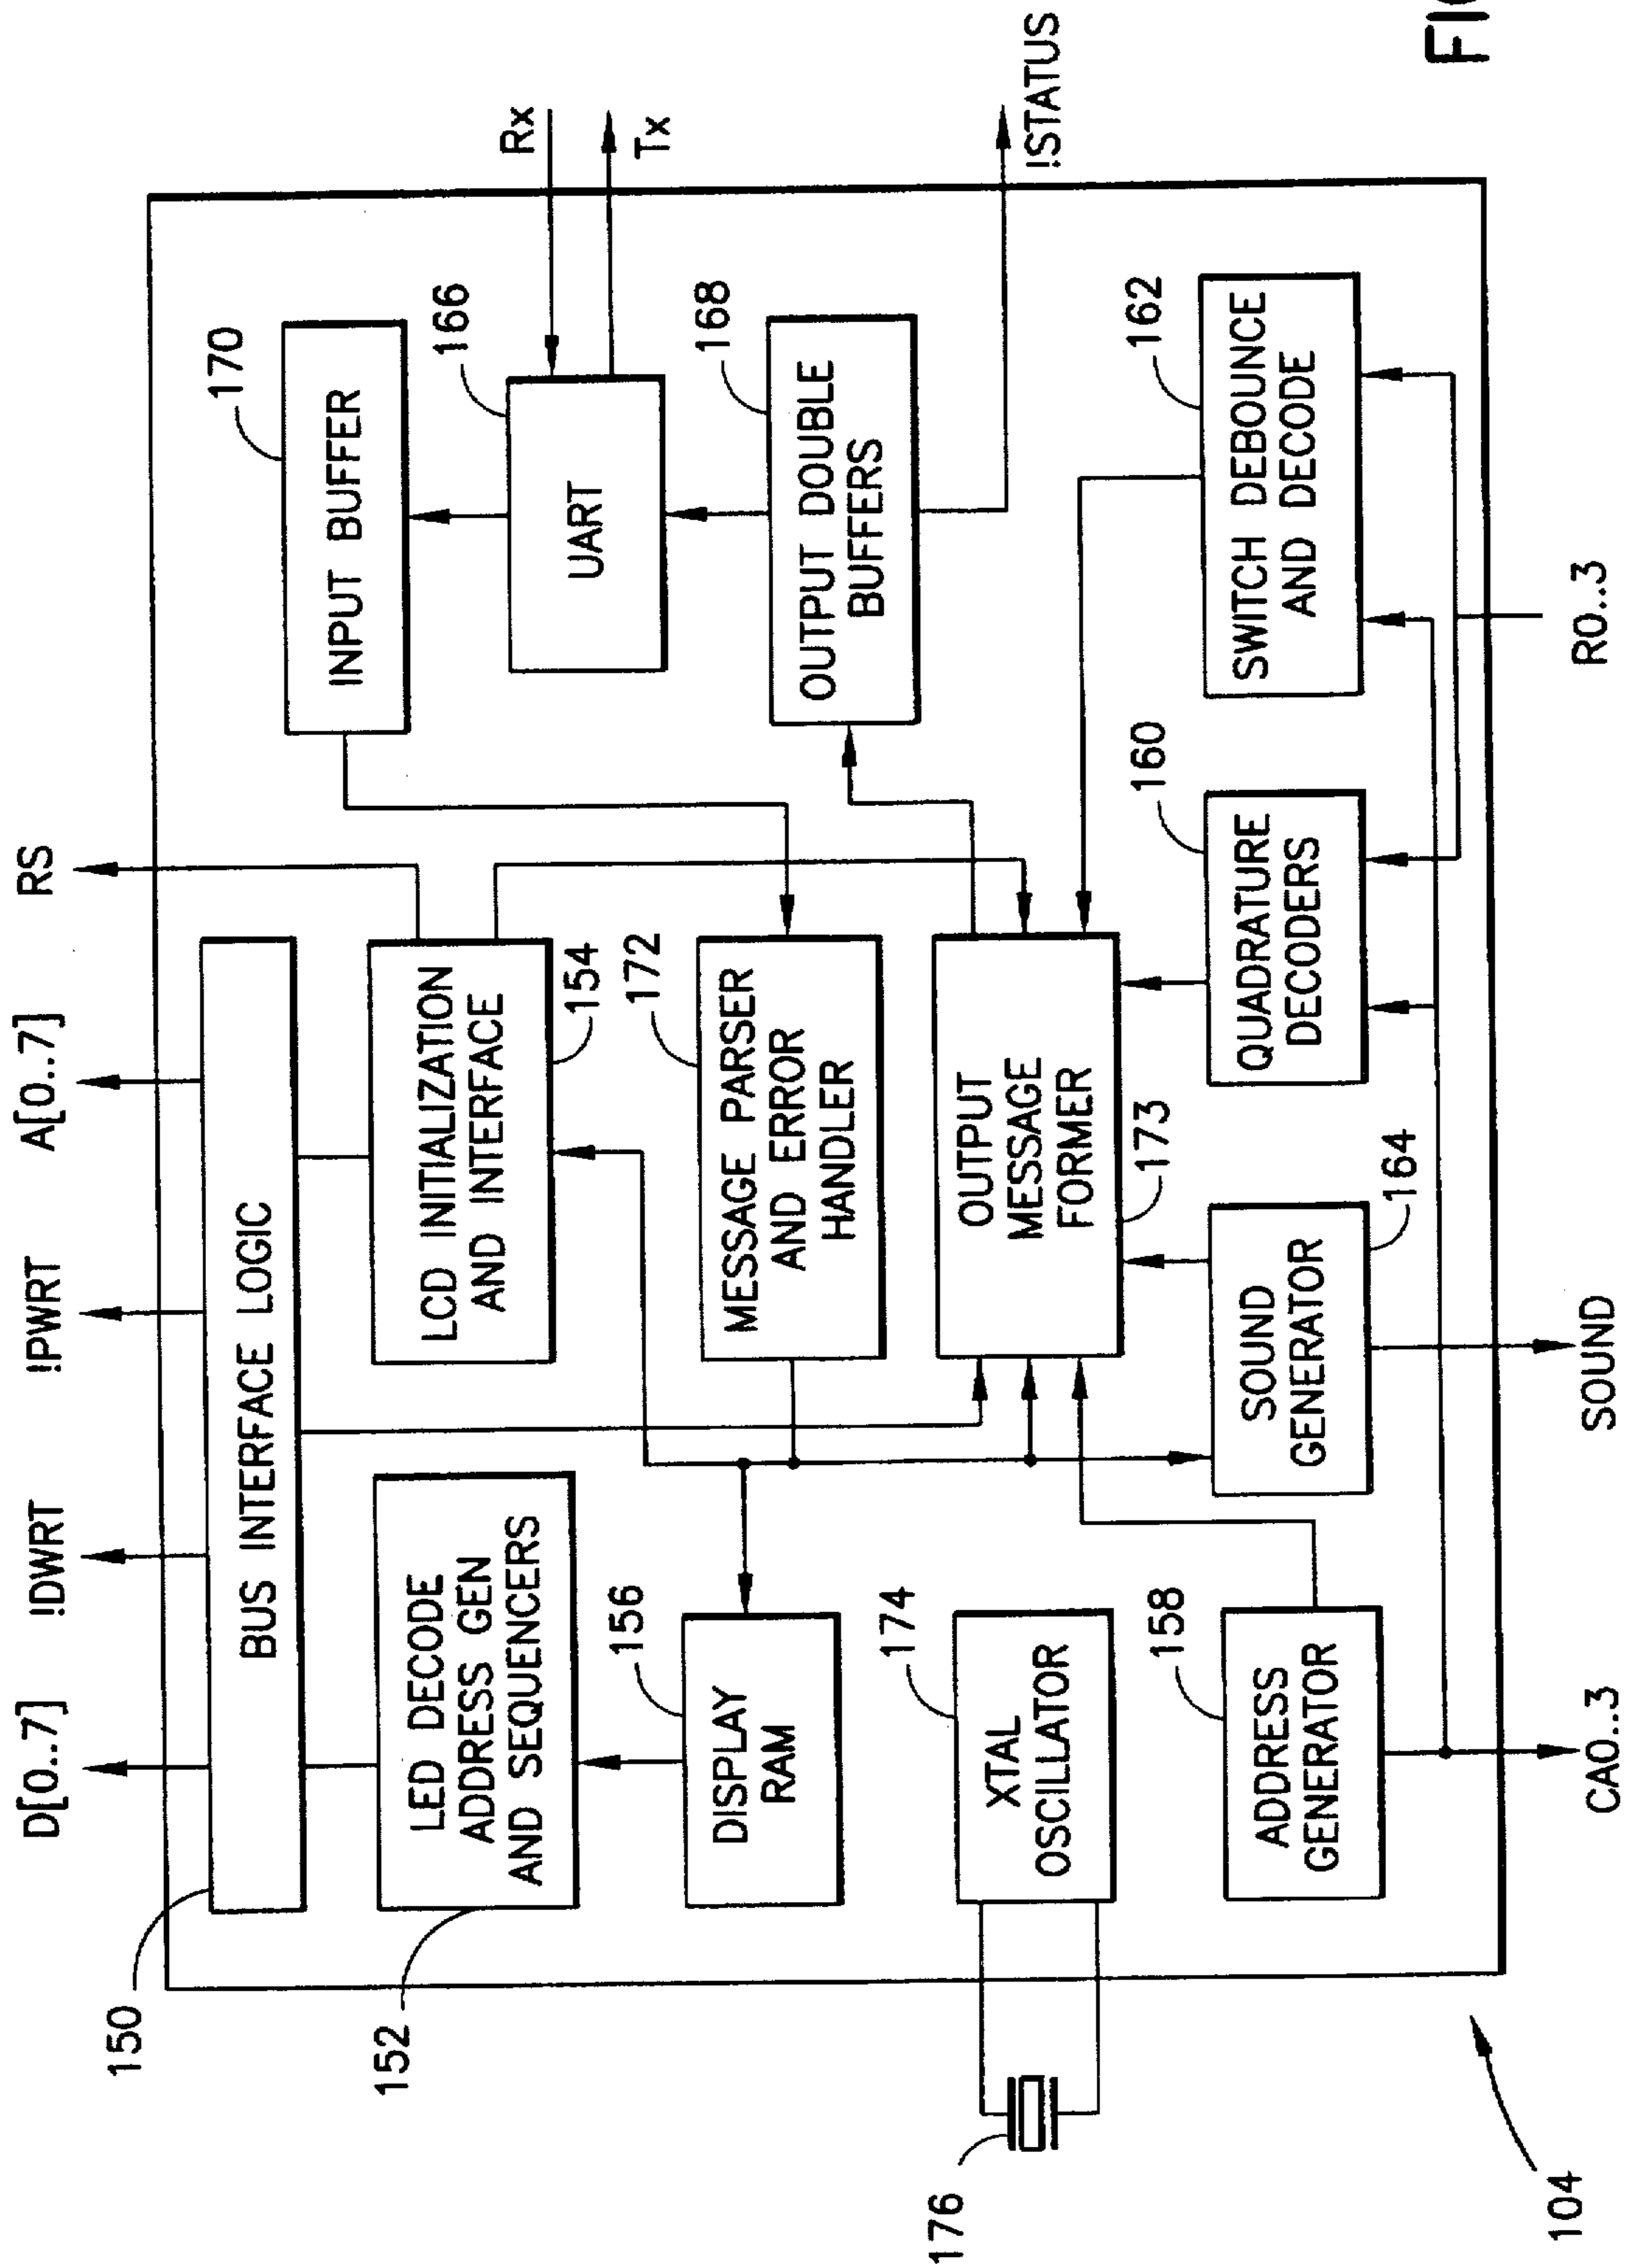 D[0..7]
!DWRT
!PWRT
A[0..7]
RS
150
BUS INTERFACE LOGIC
152
LED DECODE
ADDRESS GEN
AND SEQUENCERS
LCD INITIALIZATION
AND INTERFACE
154
170
INPUT BUFFER
Rx
Tx
166
UART
156
DISPLAY
RAM
172
MESSAGE PARSER
AND ERROR
HANDLER
168
OUTPUT DOUBLE
BUFFERS
!STATUS
176
174
XTAL
OSCILLATOR
OUTPUT
MESSAGE
FORMER
173
158
ADDRESS
GENERATOR
SOUND
GENERATOR
164
160
QUADRATURE
DECODERS
162
SWITCH DEBOUNCE
AND DECODE
104
CA0..3
SOUND
R0..3